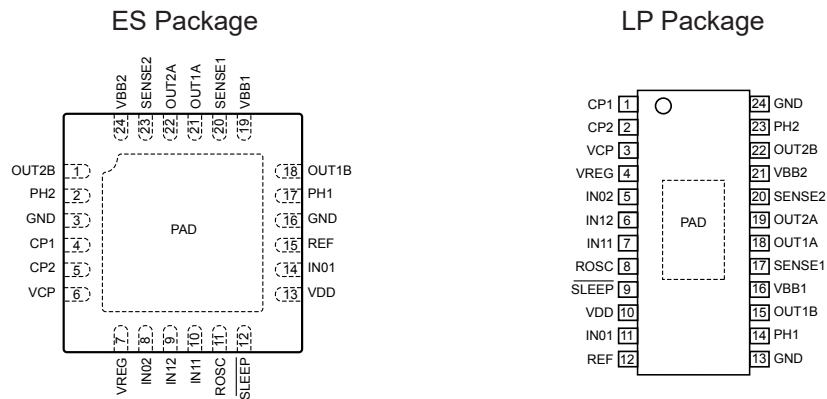 ES Package
LP Package
VBB2
SENSE2
OUT2A
OUT1A
SENSE1
VBB1
24
23
22
21
20
19
OUT2B 1
PH2 2
GND 3
CP1 4
CP2 5
VCP 6
PAD
18 OUT1B
17 PH1
16 GND
15 REF
14 IN01
13 VDD
7
8
9
10
11
12
VREG
IN02
IN12
IN11
ROSC
SLEEP
CP1 1
CP2 2
VCP 3
VREG 4
IN02 5
IN12 6
IN11 7
ROSC 8
SLEEP 9
VDD 10
IN01 11
REF 12
PAD
24 GND
23 PH2
22 OUT2B
21 VBB2
20 SENSE2
19 OUT2A
18 OUT1A
17 SENSE1
16 VBB1
15 OUT1B
14 PH1
13 GND